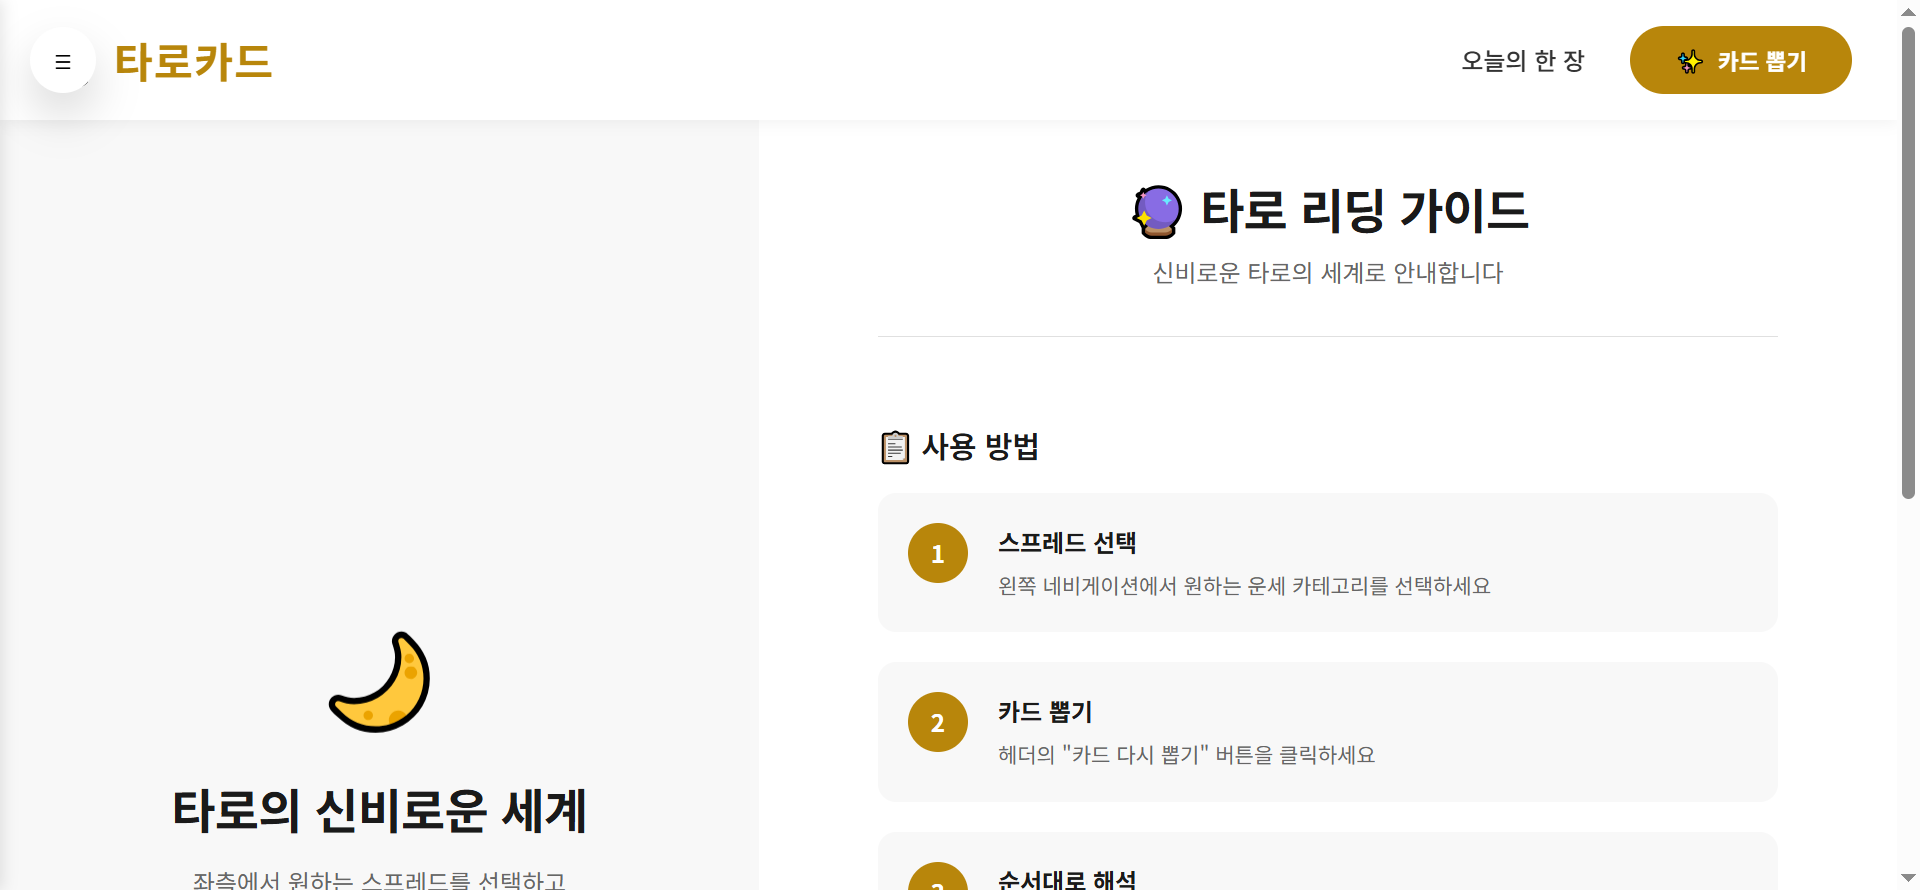 타로카드
오늘의 한 장
✨ 카드 뽑기
🔮 타로 리딩 가이드
신비로운 타로의 세계로 안내합니다
📋 사용 방법
1
스프레드 선택
왼쪽 네비게이션에서 원하는 운세 카테고리를 선택하세요
2
카드 뽑기
헤더의 "카드 다시 뽑기" 버튼을 클릭하세요
3
순서대로 해석
타로의 신비로운 세계
좌측에서 원하는 스프레드를 선택하고